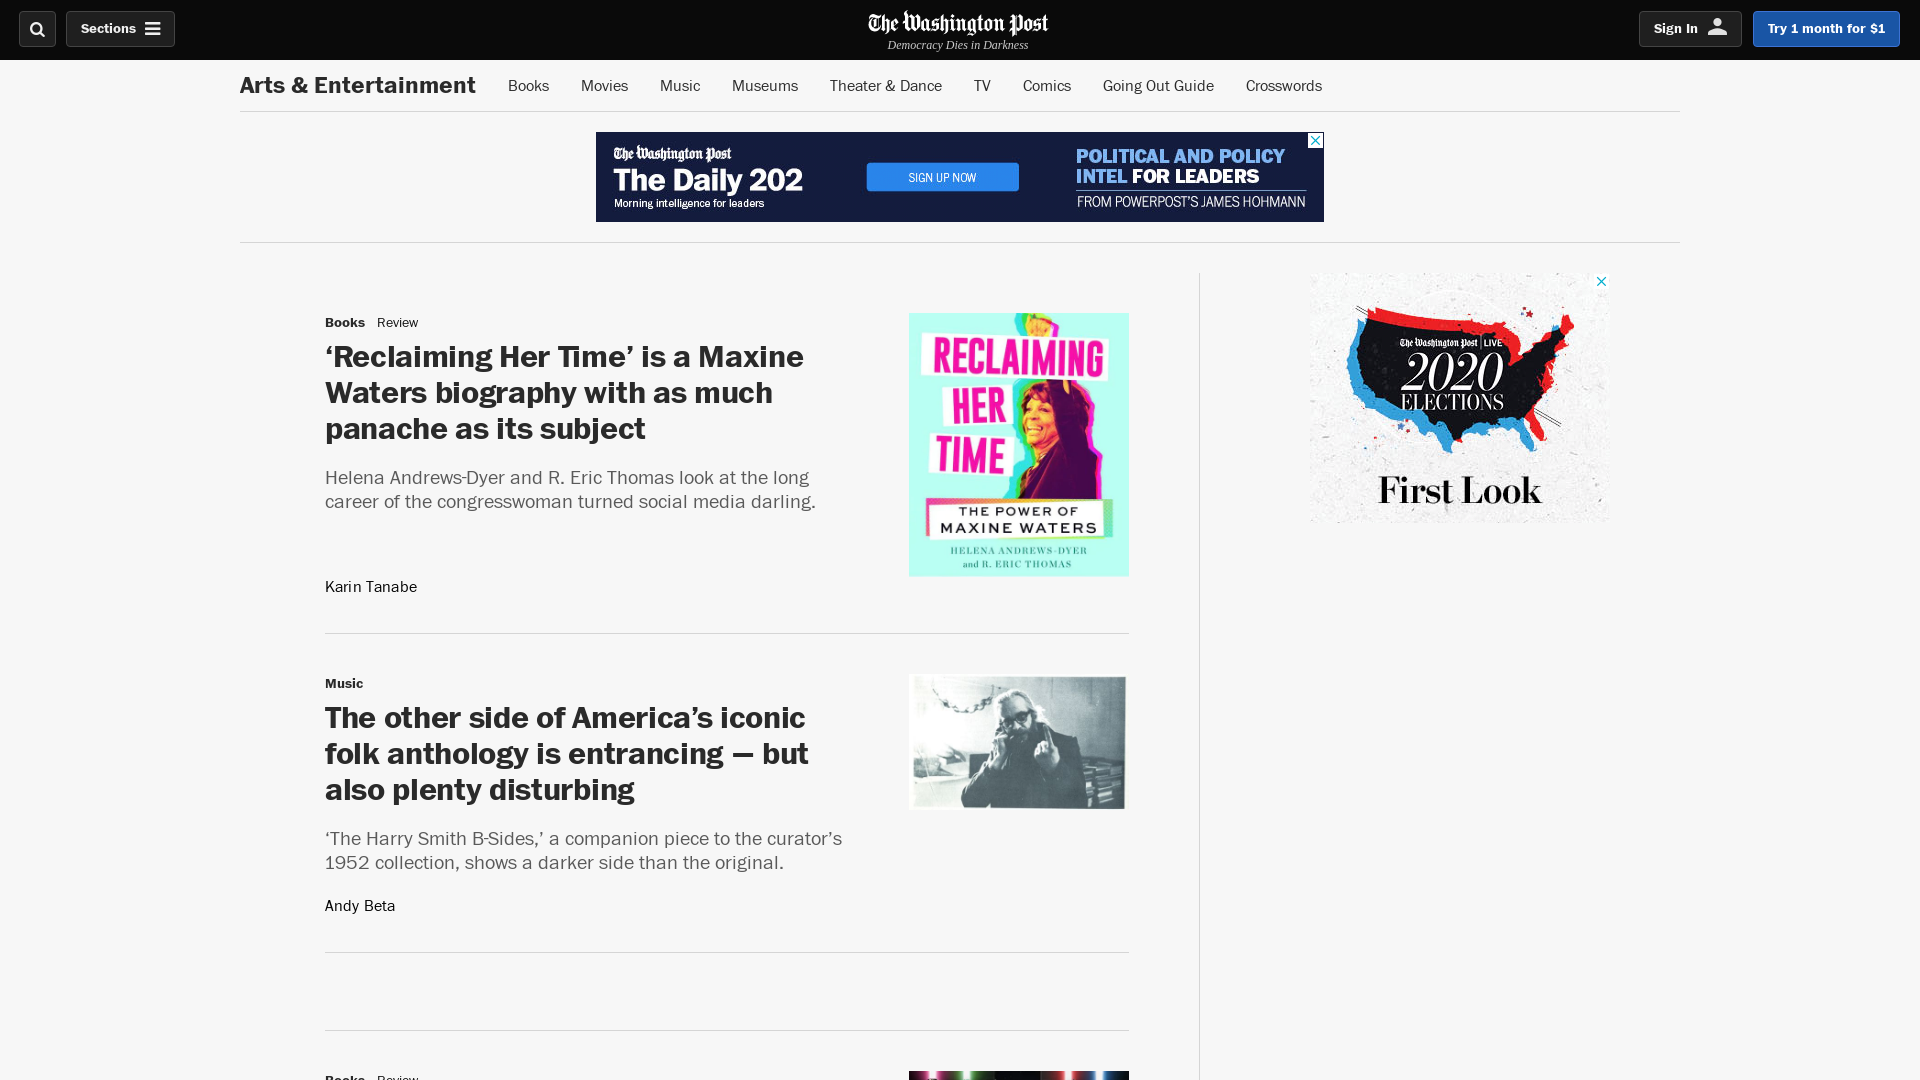 Sections
The Washington Post
Democracy Dies in Darkness
Sign In
Try 1 month for $1
Arts & Entertainment
Books
Movies
Music
Museums
Theater & Dance
TV
Comics
Going Out Guide
Crosswords
The Washington Post
The Daily 202
Morning intelligence for leaders
SIGN UP NOW
POLITICAL AND POLICY
INTEL FOR LEADERS
FROM POWERPOST'S JAMES HOHMANN
Books Review
‘Reclaiming Her Time’ is a Maxine
Waters biography with as much
panache as its subject
Helena Andrews-Dyer and R. Eric Thomas look at the long
career of the congresswoman turned social media darling.
Karin Tanabe
RECLAIMING
HER
TIME
THE POWER OF
MAXINE WATERS
HELENA ANDREWS-DYER
and R. ERIC THOMAS
The Washington Post LIVE
2020
ELECTIONS
First Look
Music
The other side of America’s iconic
folk anthology is entrancing — but
also plenty disturbing
‘The Harry Smith B-Sides,’ a companion piece to the curator’s
1952 collection, shows a darker side than the original.
Andy Beta
Books Review